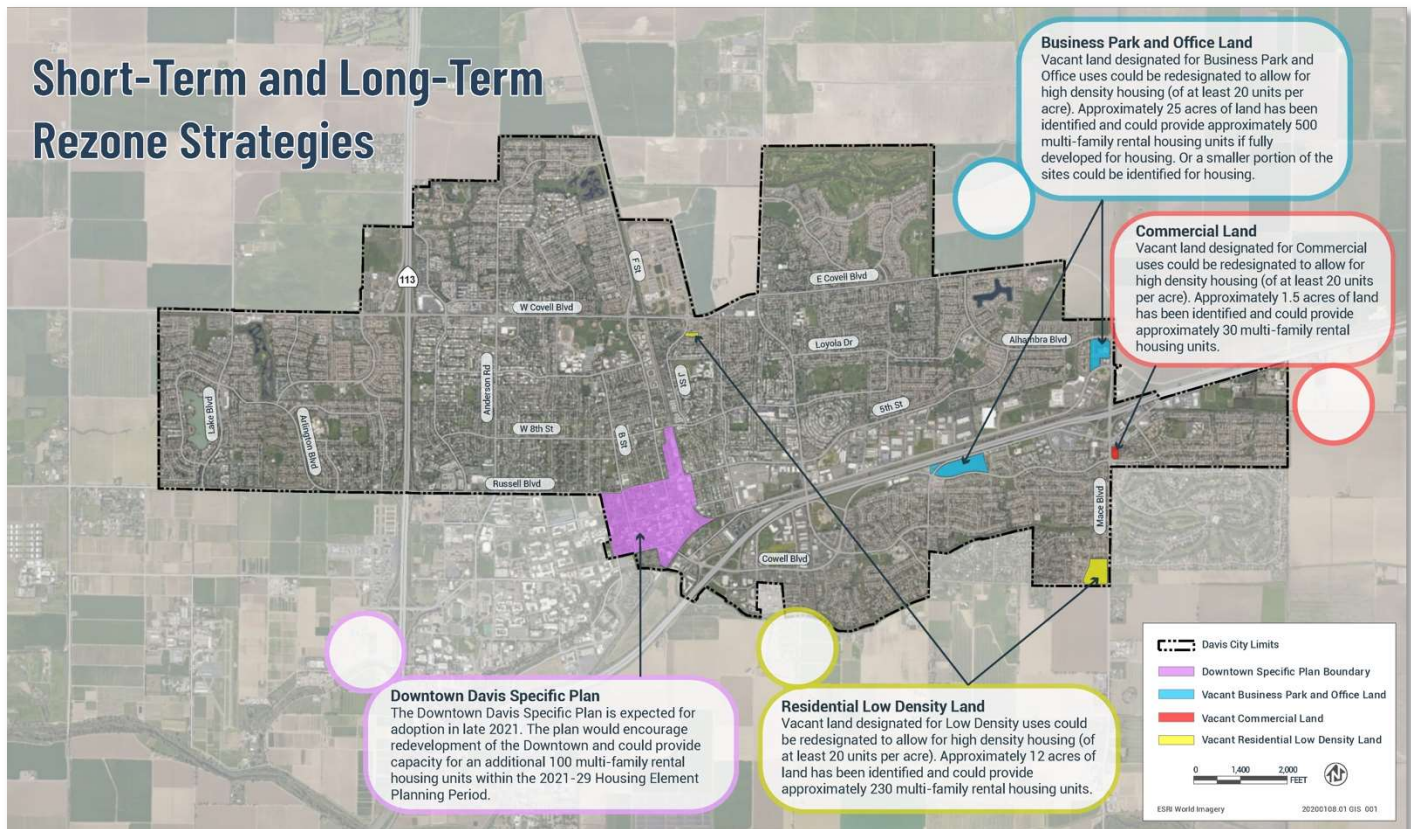 Short-Term and Long-Term
Rezone Strategies
Business Park and Office Land
Vacant land designated for Business Park and
Office uses could be redesignated to allow for
high density housing (of at least 20 units per
acre). Approximately 25 acres of land has been
identified and could provide approximately 500
multi-family rental housing units if fully
developed for housing. Or a smaller portion of the
sites could be identified for housing.
Commercial Land
Vacant land designated for Commercial
uses could be redesignated to allow for
high density housing (of at least 20 units
per acre). Approximately 1.5 acres of land
has been identified and could provide
approximately 30 multi-family rental
housing units.
113
F St
E Covell Blvd
W Covell Blvd
Loyola Dr
Alhambra Blvd
Anderson Rd
J St
Lake Blvd
Arlington Blvd
W 8th St
B St
5th St
Russell Blvd
Mace Blvd
Cowell Blvd
Downtown Davis Specific Plan
The Downtown Davis Specific Plan is expected for
adoption in late 2021. The plan would encourage
redevelopment of the Downtown and could provide
capacity for an additional 100 multi-family rental
housing units within the 2021-29 Housing Element
Planning Period.
Residential Low Density Land
Vacant land designated for Low Density uses could
be redesignated to allow for high density housing (of
at least 20 units per acre). Approximately 12 acres of
land has been identified and could provide
approximately 230 multi-family rental housing units.
Davis City Limits
Downtown Specific Plan Boundary
Vacant Business Park and Office Land
Vacant Commercial Land
Vacant Residential Low Density Land
0 1,400 2,000
FEET
N
ESRI World Imagery 20200108.01 GIS 001